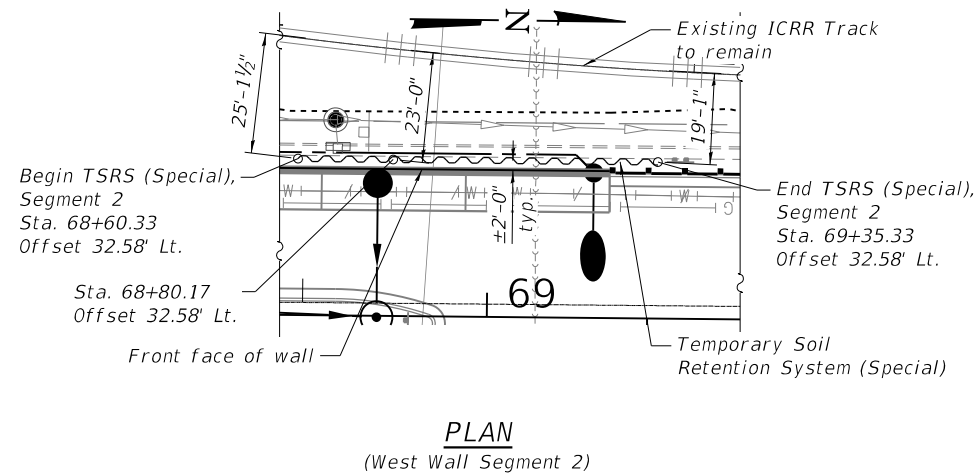 N
Existing ICRR Track
to remain
25'-1½"
23'-0"
19'-1"
Begin TSRS (Special),
Segment 2
Sta. 68+60.33
Offset 32.58' Lt.
±2'-0"
typ.
End TSRS (Special),
Segment 2
Sta. 69+35.33
Offset 32.58' Lt.
Sta. 68+80.17
Offset 32.58' Lt.
69
Front face of wall
Temporary Soil
Retention System (Special)
PLAN
(West Wall Segment 2)